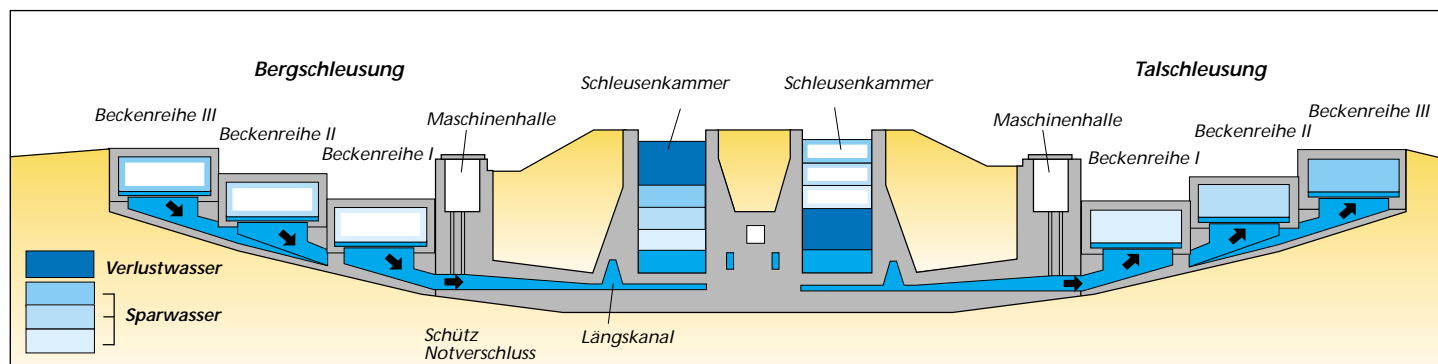 Bergschleusung
Talschleusung
Schleusenkammer
Schleusenkammer
Beckenreihe III
Beckenreihe II
Beckenreihe I
Maschinenhalle
Maschinenhalle
Beckenreihe I
Beckenreihe II
Beckenreihe III
Verlustwasser
Sparwasser
Schütz
Notverschluss
Längskanal